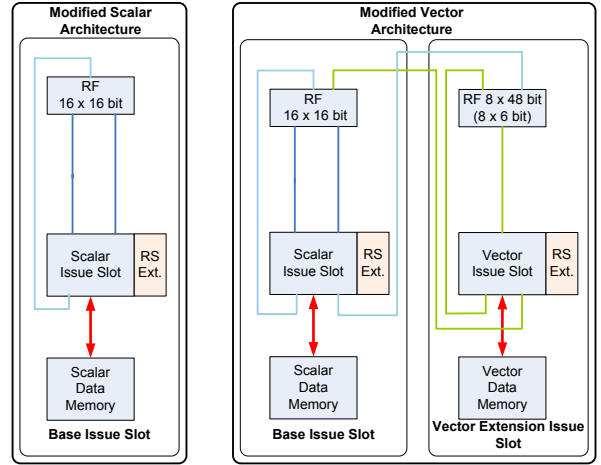 Modified Scalar
Architecture
RF
16 x 16 bit
Scalar
Issue Slot
RS
Ext.
Scalar
Data
Memory
Base Issue Slot
Modified Vector
Architecture
RF
16 x 16 bit
Scalar
Issue Slot
RS
Ext.
Scalar
Data
Memory
Base Issue Slot
RF 8 x 48 bit
(8 x 6 bit)
Vector
Issue Slot
RS
Ext.
Vector
Data
Memory
Vector Extension Issue
Slot